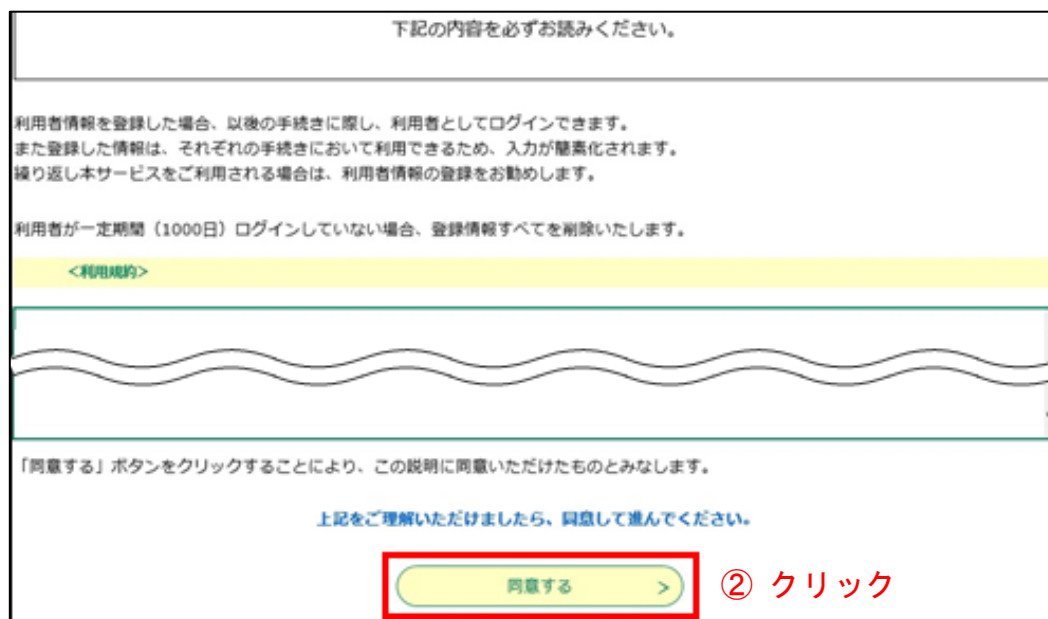 下記の内容を必ずお読みください。
利用者情報を登録した場合、以後の手続きに際し、利用者としてログインできます。
また登録した情報は、それぞれの手続きにおいて利用できるため、入力が簡素化されます。
繰り返し本サービスをご利用される場合は、利用者情報の登録をお勧めします。
利用者が一定期間（1000日）ログインしていない場合、登録情報すべてを削除いたします。
<利用規約>
「同意する」ボタンをクリックすることにより、この説明に同意いただけたものとみなします。
上記をご理解いただけましたら、同意して進んでください。
同意する >
② クリック